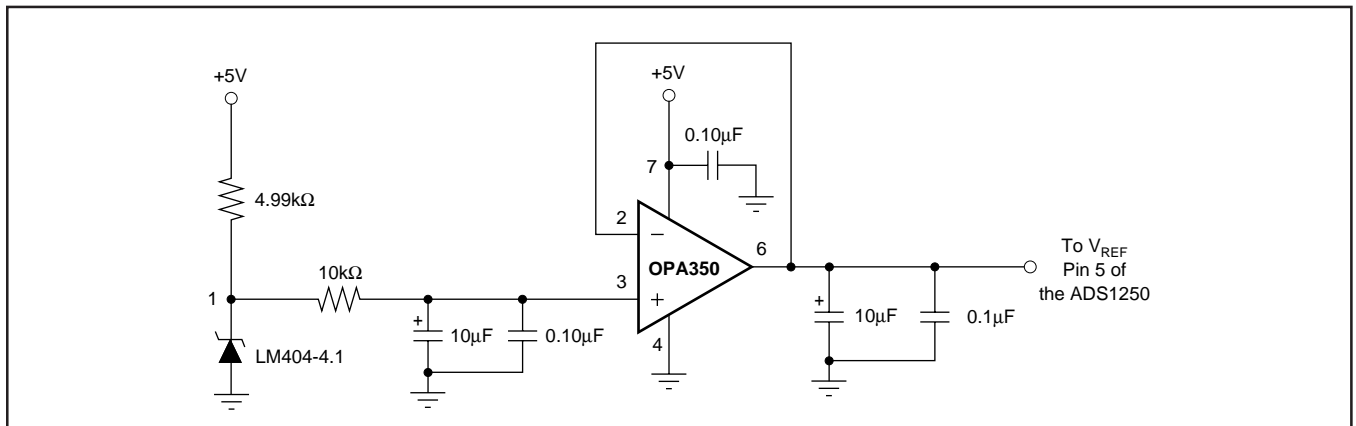 +5V
+5V
0.10µF
7
4.99kΩ
2
−
OPA350
6
To VREF
Pin 5 of
the ADS1250
10kΩ
1
3
+
+
10µF
0.10µF
+
10µF
0.1µF
4
LM404-4.1